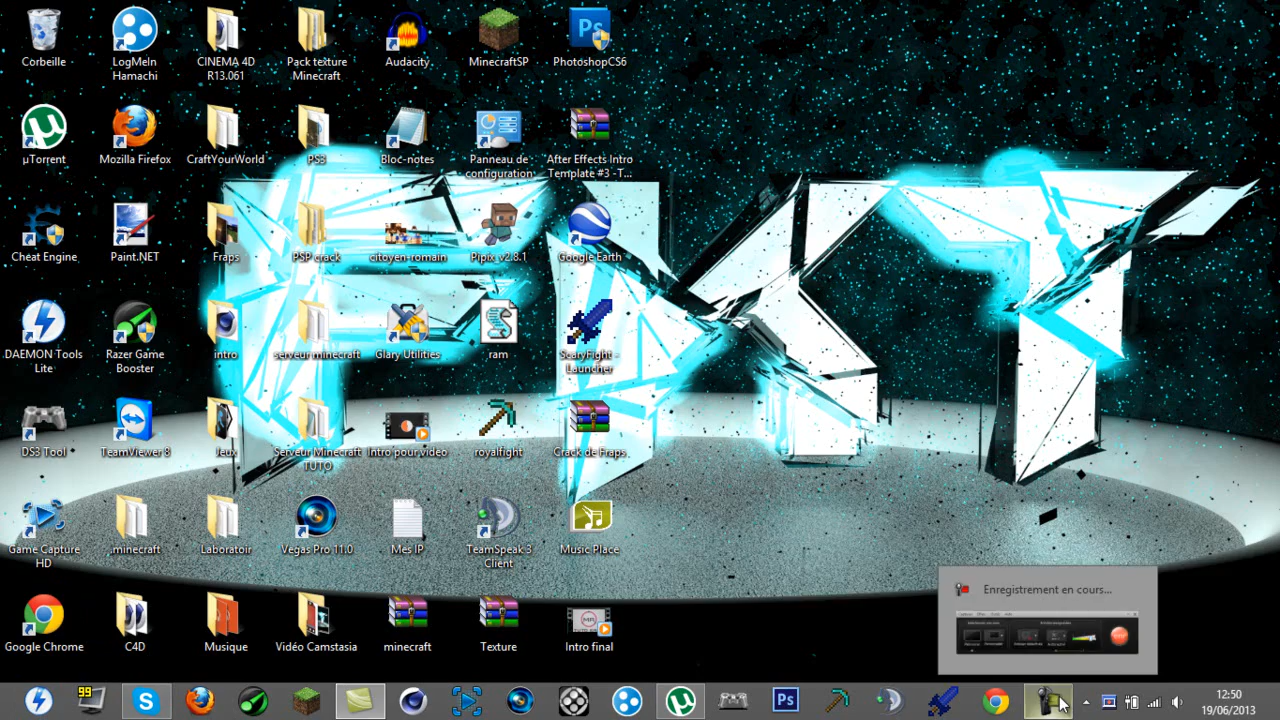 Corbeille
LogMeIn
Hamachi
CINEMA 4D
R13.061
Pack texture
Minecraft
Audacity
MinecraftSP
PhotoshopCS6
µTorrent
Mozilla Firefox
CraftYourWorld
PS3
Bloc-notes
Panneau de
configuration
After Effects Intro
Template #3 - T...
Cheat Engine
Paint.NET
Fraps
PSP crack
citoyen-romain
Pipix_v2.8.1
Google Earth
DAEMON Tools
Lite
Razer Game
Booster
intro
serveur minecraft
Glary Utilities
ram
ScaryFight -
Launcher
DS3 Tool
TeamViewer 8
Jeux
Serveur Minecraft
TUTO
Intro pour video
royalfight
Crack de Fraps
Game Capture
HD
.minecraft
Laboratoir
Vegas Pro 11.0
Mes IP
TeamSpeak 3
Client
Music Place
Enregistrement en cours...
Google Chrome
C4D
Musique
Vidéo Camstasia
minecraft
Texture
Intro final
99
Ps
12:50
19/06/2013